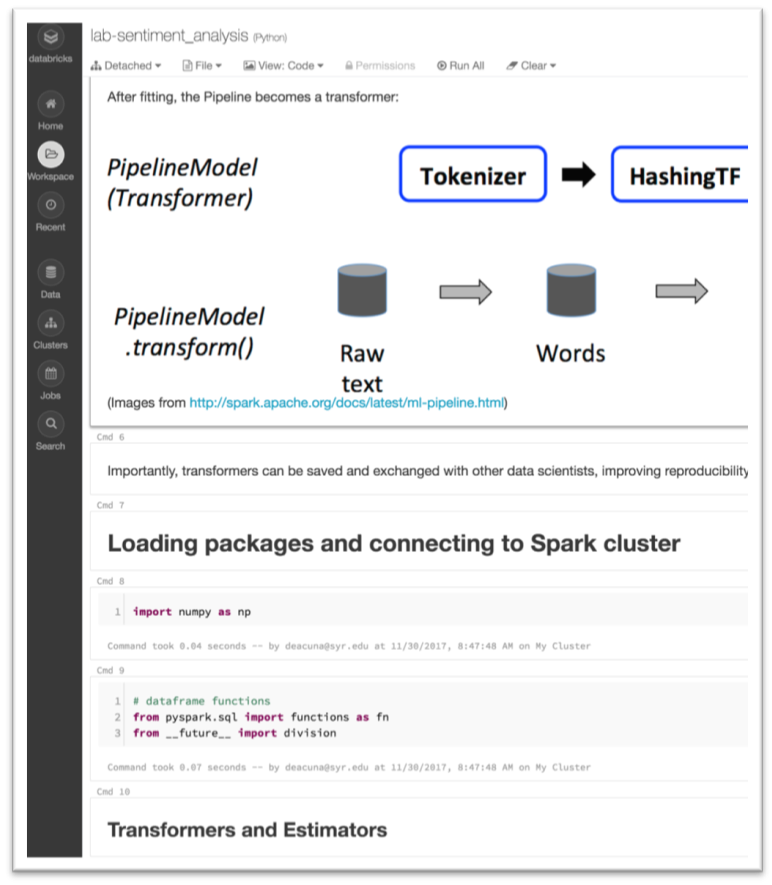 databricks
Home
Workspace
Recent
Data
Clusters
Jobs
Search
lab-sentiment_analysis (Python)
Detached File View: Code Permissions Run All Clear
After fitting, the Pipeline becomes a transformer:
PipelineModel
(Transformer)
Tokenizer
HashingTF
PipelineModel
.transform()
Raw
text
Words
(Images from http://spark.apache.org/docs/latest/ml-pipeline.html)
Cmd 6
Importantly, transformers can be saved and exchanged with other data scientists, improving reproducibility
Cmd 7
Loading packages and connecting to Spark cluster
Cmd 8
1 import numpy as np
Command took 0.04 seconds -- by deacuna@syr.edu at 11/30/2017, 8:47:48 AM on My Cluster
Cmd 9
1 # dataframe functions
2 from pyspark.sql import functions as fn
3 from __future__ import division
Command took 0.07 seconds -- by deacuna@syr.edu at 11/30/2017, 8:47:48 AM on My Cluster
Cmd 10
Transformers and Estimators